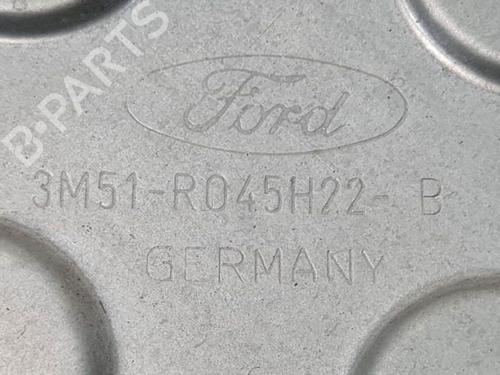 B-PARTS
Ford
3M51-R045H22- B
GERMANY